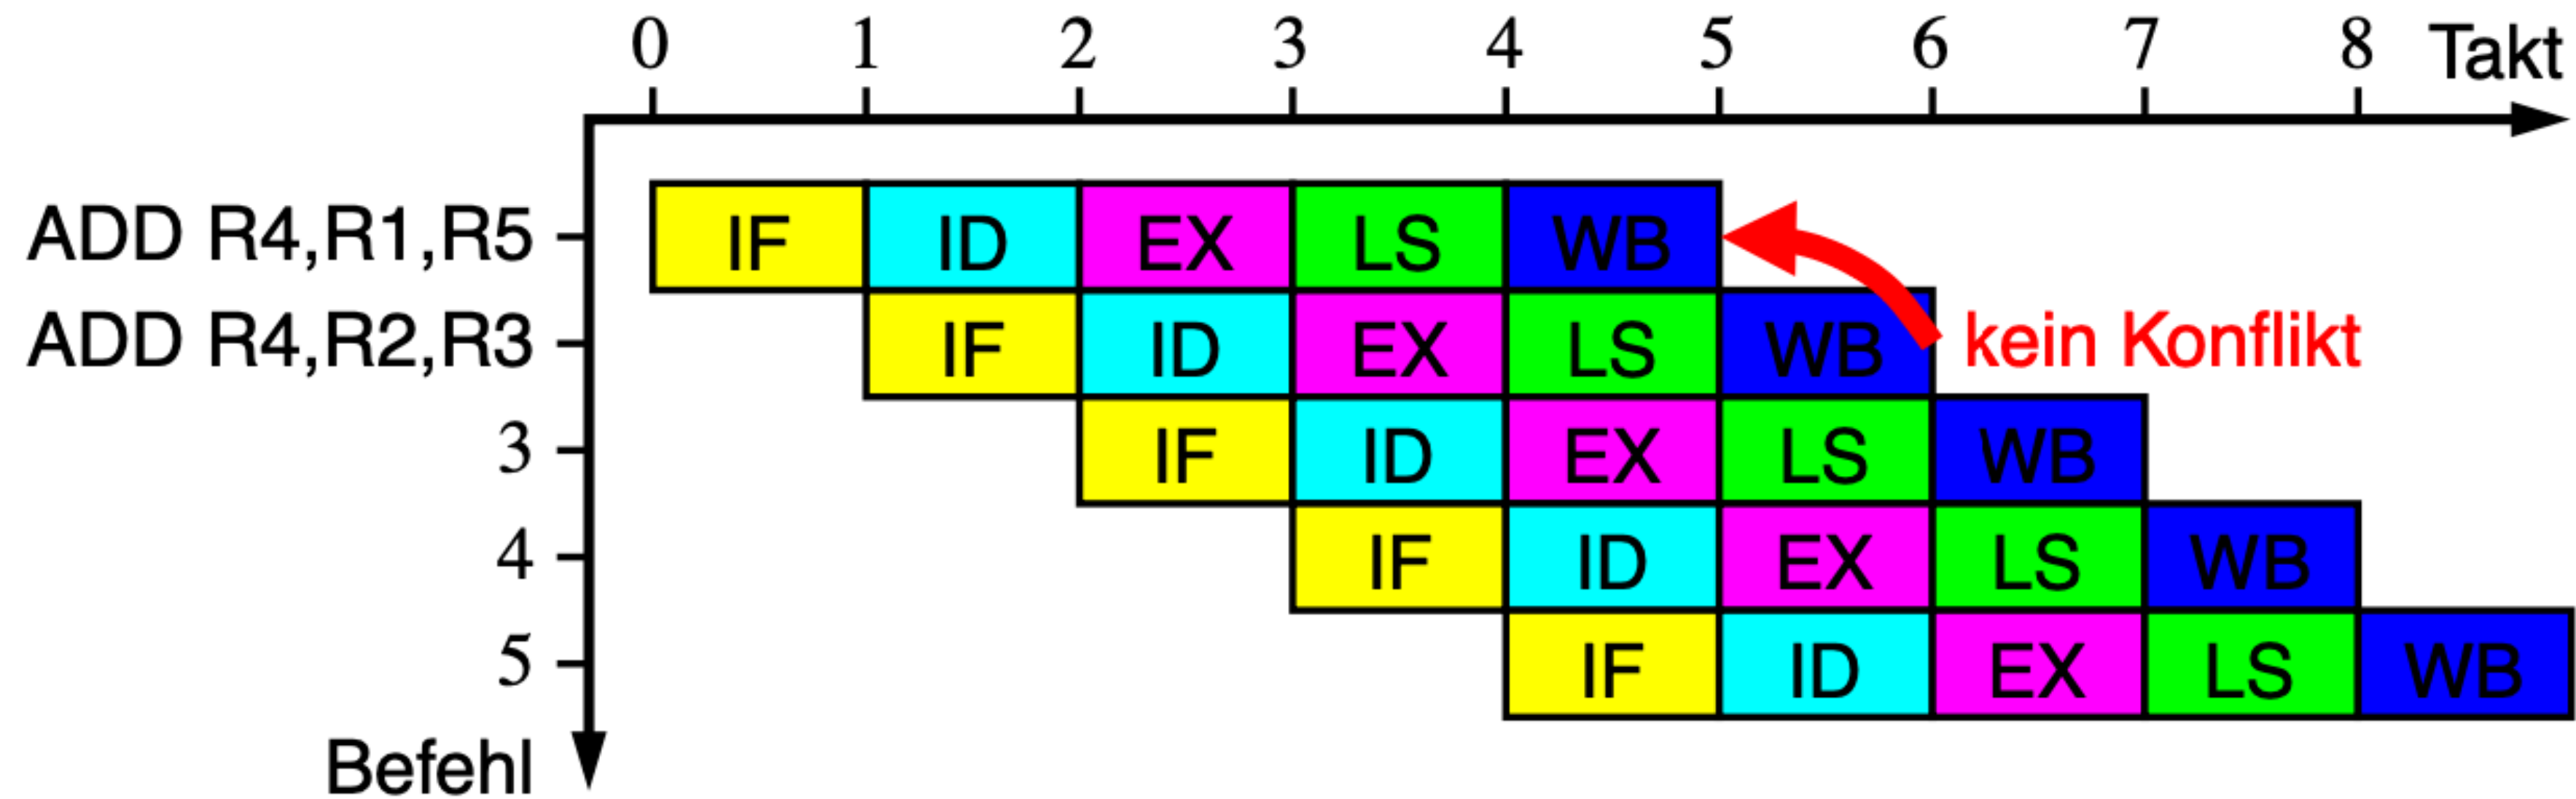 0 1 2 3 4 5 6 7 8 Takt
ADD R4,R1,R5 IF ID EX LS WB
ADD R4,R2,R3 IF ID EX LS WB kein Konflikt
3 IF ID EX LS WB
4 IF ID EX LS WB
5 IF ID EX LS WB
Befehl